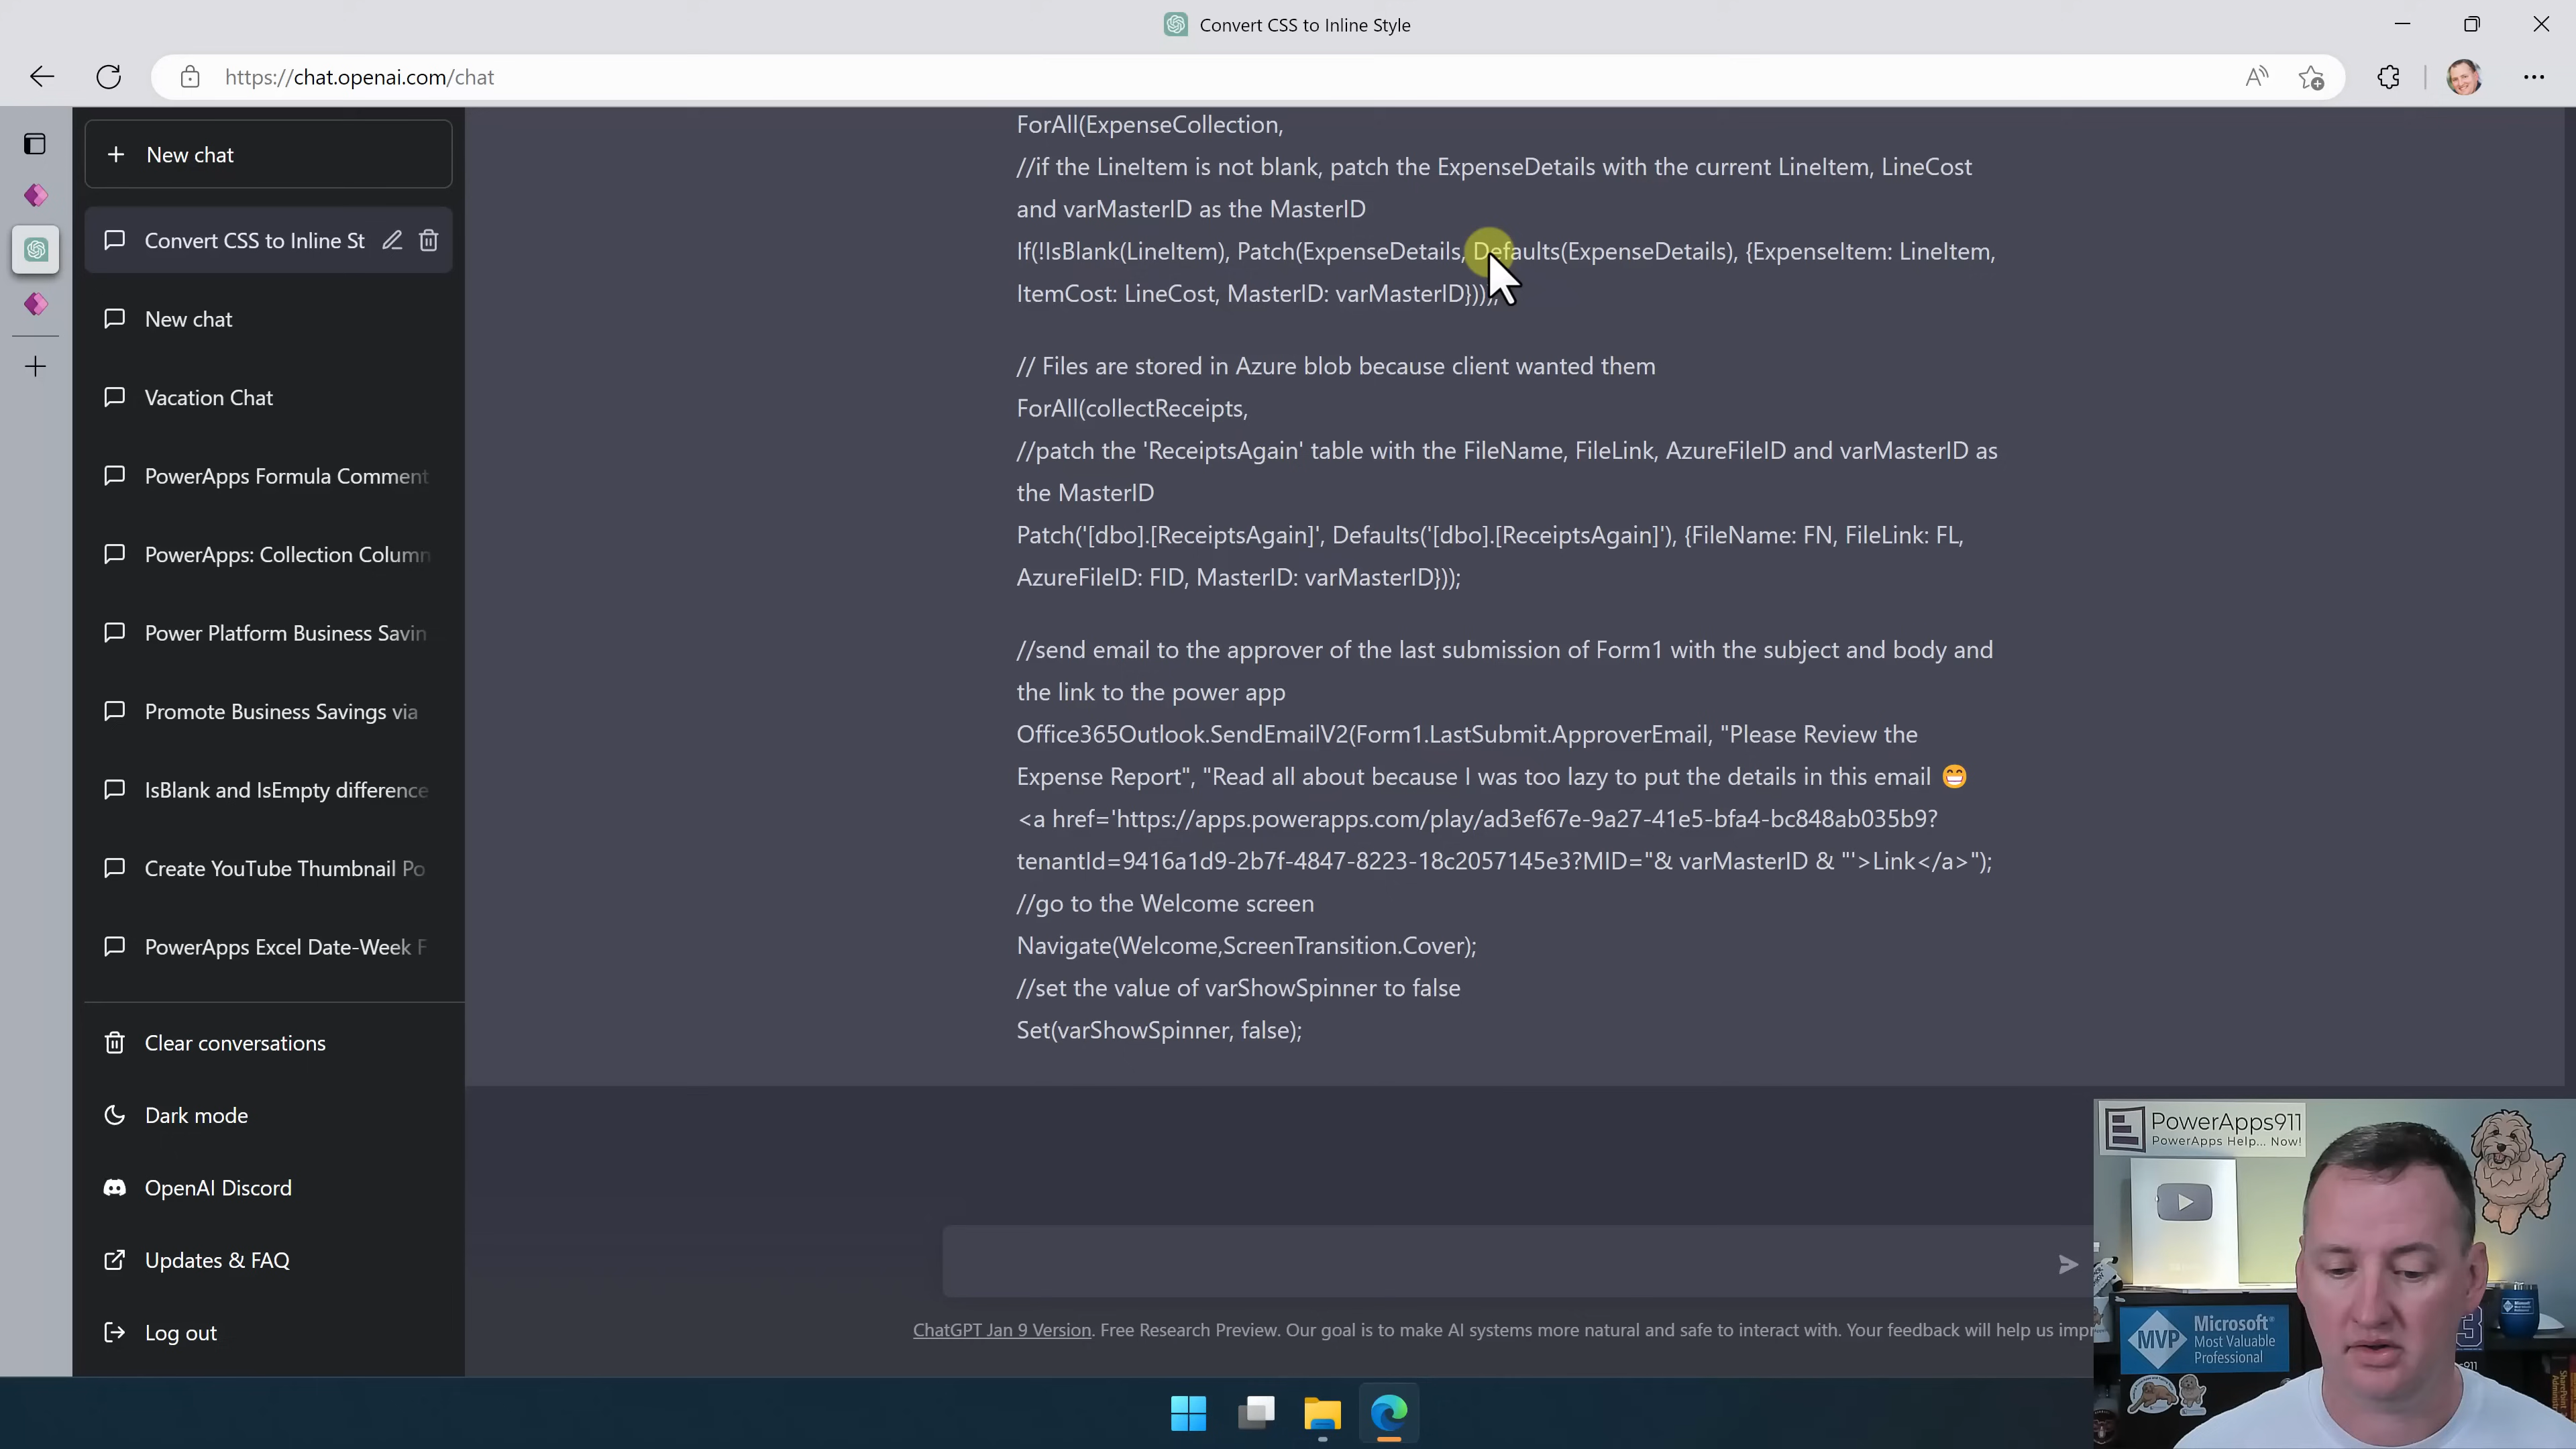 Convert CSS to Inline Style
https://chat.openai.com/chat
New chat
Convert CSS to Inline St
New chat
Vacation Chat
PowerApps Formula Comment
PowerApps: Collection Column
Power Platform Business Savin
Promote Business Savings via
IsBlank and IsEmpty difference
Create YouTube Thumbnail Po
PowerApps Excel Date-Week F
Clear conversations
Dark mode
OpenAI Discord
Updates & FAQ
Log out
ForAll(ExpenseCollection,
//if the LineItem is not blank, patch the ExpenseDetails with the current LineItem, LineCost
and varMasterID as the MasterID
If(!IsBlank(LineItem), Patch(ExpenseDetails, Defaults(ExpenseDetails), {ExpenseItem: LineItem,
ItemCost: LineCost, MasterID: varMasterID})));
// Files are stored in Azure blob because client wanted them
ForAll(collectReceipts,
//patch the 'ReceiptsAgain' table with the FileName, FileLink, AzureFileID and varMasterID as
the MasterID
Patch('[dbo].[ReceiptsAgain]', Defaults('[dbo].[ReceiptsAgain]'), {FileName: FN, FileLink: FL,
AzureFileID: FID, MasterID: varMasterID}));
//send email to the approver of the last submission of Form1 with the subject and body and
the link to the power app
Office365Outlook.SendEmailV2(Form1.LastSubmit.ApproverEmail, "Please Review the
Expense Report", "Read all about because I was too lazy to put the details in this email 😁
<a href='https://apps.powerapps.com/play/ad3ef67e-9a27-41e5-bfa4-bc848ab035b9?
tenantId=9416a1d9-2b7f-4847-8223-18c2057145e3?MID="& varMasterID & "'>Link</a>");
//go to the Welcome screen
Navigate(Welcome,ScreenTransition.Cover);
//set the value of varShowSpinner to false
Set(varShowSpinner, false);
ChatGPT Jan 9 Version. Free Research Preview. Our goal is to make AI systems more natural and safe to interact with. Your feedback will help us impr
PowerApps911
PowerApps Help... Now!
MVP
Microsoft®
Most Valuable
Professional